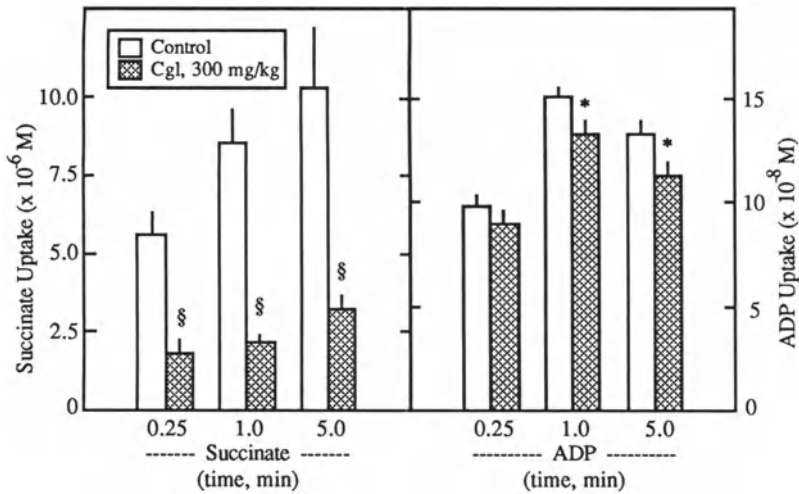 Control
Cgl, 300 mg/kg
Succinate Uptake (x 10⁻⁶ M)
10.0
7.5
5.0
2.5
0
§
§
§
*
*
15
10
5
0
ADP Uptake (x 10⁻⁸ M)
0.25 1.0 5.0
0.25 1.0 5.0
------ Succinate ------
--------- ADP ---------
(time, min)
(time, min)